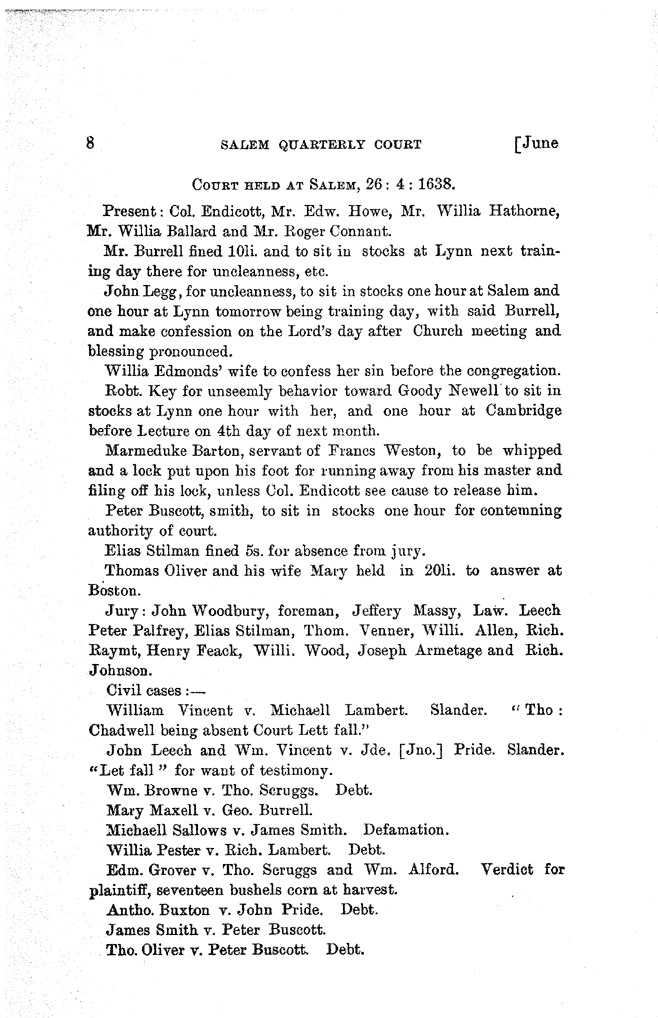 8 SALEM QUARTERLY COURT [June
COURT HELD AT SALEM, 26 : 4 : 1638.
Present : Col. Endicott, Mr. Edw. Howe, Mr. Willia Hathorne,
Mr. Willia Ballard and Mr. Roger Connant.
Mr. Burrell fined 10li. and to sit in stocks at Lynn next train-
ing day there for uncleanness, etc.
John Legg, for uncleanness, to sit in stocks one hour at Salem and
one hour at Lynn tomorrow being training day, with said Burrell,
and make confession on the Lord's day after Church meeting and
blessing pronounced.
Willia Edmonds' wife to confess her sin before the congregation.
Robt. Key for unseemly behavior toward Goody Newell to sit in
stocks at Lynn one hour with her, and one hour at Cambridge
before Lecture on 4th day of next month.
Marmeduke Barton, servant of Francs Weston, to be whipped
and a lock put upon his foot for running away from his master and
filing off his lock, unless Col. Endicott see cause to release him.
Peter Buscott, smith, to sit in stocks one hour for contemning
authority of court.
Elias Stilman fined 5s. for absence from jury.
Thomas Oliver and his wife Mary held in 20li. to answer at
Boston.
Jury : John Woodbury, foreman, Jeffery Massy, Law. Leech
Peter Palfrey, Elias Stilman, Thom. Venner, Willi. Allen, Rich.
Raymt, Henry Feack, Willi. Wood, Joseph Armetage and Rich.
Johnson.
Civil cases :—
William Vincent v. Michaell Lambert. Slander. "Tho :
Chadwell being absent Court Lett fall."
John Leech and Wm. Vincent v. Jde. [Jno.] Pride. Slander.
"Let fall" for want of testimony.
Wm. Browne v. Tho. Scruggs. Debt.
Mary Maxell v. Geo. Burrell.
Michaell Sallows v. James Smith. Defamation.
Willia Pester v. Rich. Lambert. Debt.
Edm. Grover v. Tho. Scruggs and Wm. Alford. Verdict for
plaintiff, seventeen bushels corn at harvest.
Antho. Buxton v. John Pride. Debt.
James Smith v. Peter Buscott.
Tho. Oliver v. Peter Buscott. Debt.